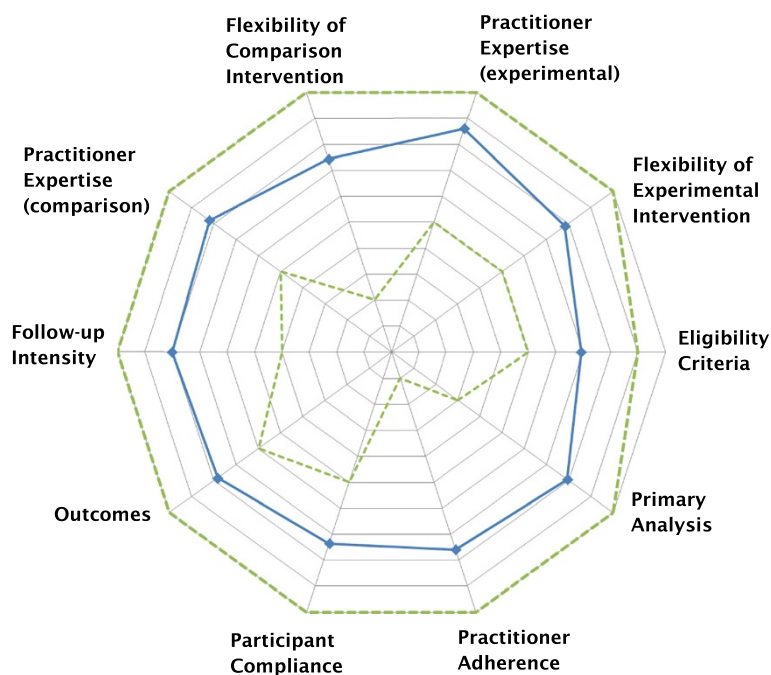 Flexibility of
Comparison
Intervention
Practitioner
Expertise
(experimental)
Practitioner
Expertise
(comparison)
Flexibility of
Experimental
Intervention
Follow-up
Intensity
Eligibility
Criteria
Outcomes
Primary
Analysis
Participant
Compliance
Practitioner
Adherence